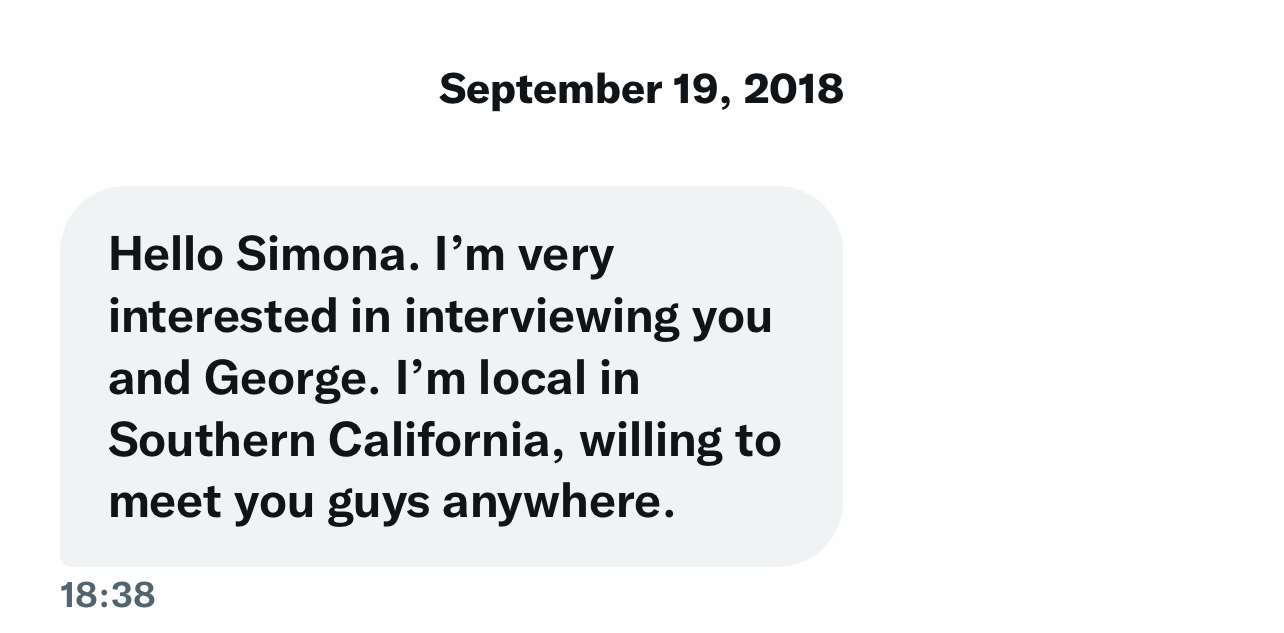 September 19, 2018
Hello Simona. I’m very
interested in interviewing you
and George. I’m local in
Southern California, willing to
meet you guys anywhere.
18:38